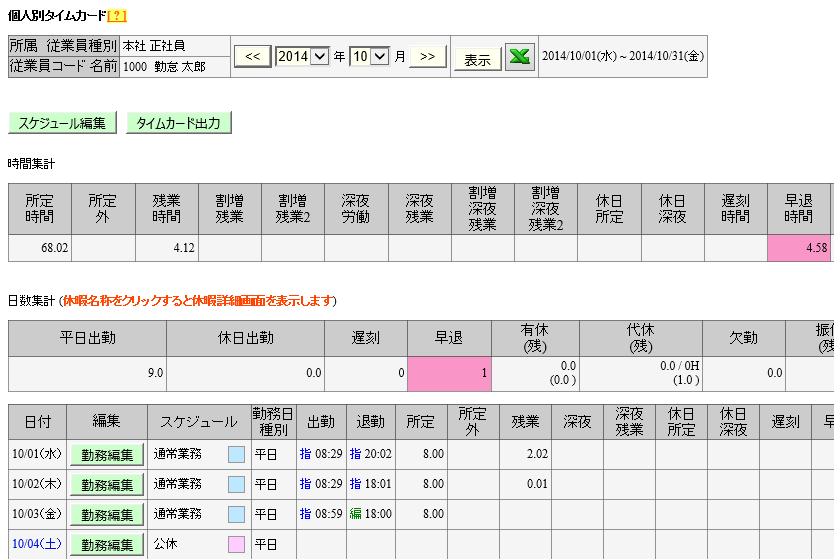 個人別タイムカード[？]
所属 従業員種別 本社 正社員
従業員コード 名前 1000 勤怠 太郎
<< 2014 年 10 月 >> 表示 2014/10/01(水)～2014/10/31(金)
スケジュール編集 タイムカード出力
時間集計
所定時間 所定外 残業時間 割増残業 割増残業2 深夜労働 深夜残業 割増深夜残業 割増深夜残業2 休日所定 休日深夜 遅刻時間 早退時間
68.02 4.12 4.58
日数集計 (休暇名称をクリックすると休暇詳細画面を表示します)
平日出勤 休日出勤 遅刻 早退 有休(残) 代休(残) 欠勤
9.0 0.0 0 1 0.0 (0.0 ) 0.0 / 0H (1.0 ) 0.0
日付 編集 スケジュール 勤務日種別 出勤 退勤 所定 所定外 残業 深夜 深夜残業 休日所定 休日深夜 遅刻
10/01(水) 勤務編集 通常業務 平日 指 08:29 指 20:02 8.00 2.02
10/02(木) 勤務編集 通常業務 平日 指 08:29 指 18:01 8.00 0.01
10/03(金) 勤務編集 通常業務 平日 指 08:59 編 18:00 8.00
10/04(土) 勤務編集 公休 平日